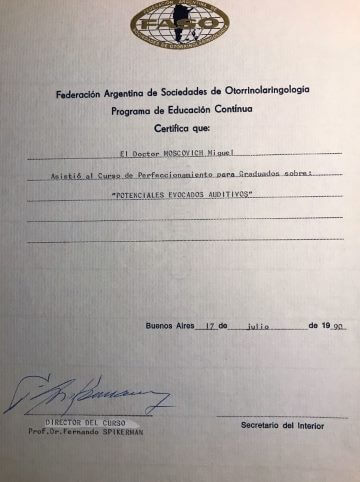 FASO
Federación Argentina de Sociedades de Otorrinolaringología
Programa de Educación Contínua
Certifica que:
El Doctor MOSCOVICH Miguel
Asistió al Curso de Perfeccionamiento para Graduados sobre:
"POTENCIALES EVOCADOS AUDITIVOS"
Buenos Aires 17 de julio de 1990
DIRECTOR DEL CURSO
Prof.Dr.Fernando SPIKERMAN
Secretario del Interior